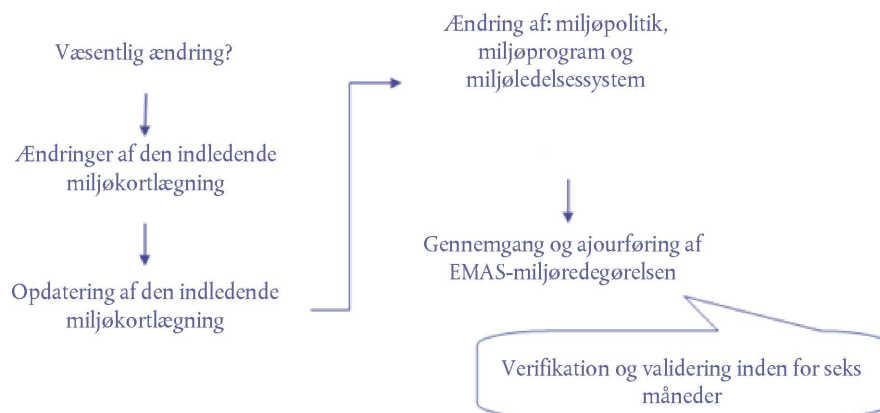 Væsentlig ændring?
Ændringer af den indledende
miljøkortlægning
Opdatering af den indledende
miljøkortlægning
Ændring af: miljøpolitik,
miljøprogram og
miljøledelsessystem
Gennemgang og ajourføring af
EMAS-miljøredegørelsen
Verifikation og validering inden for seks
måneder